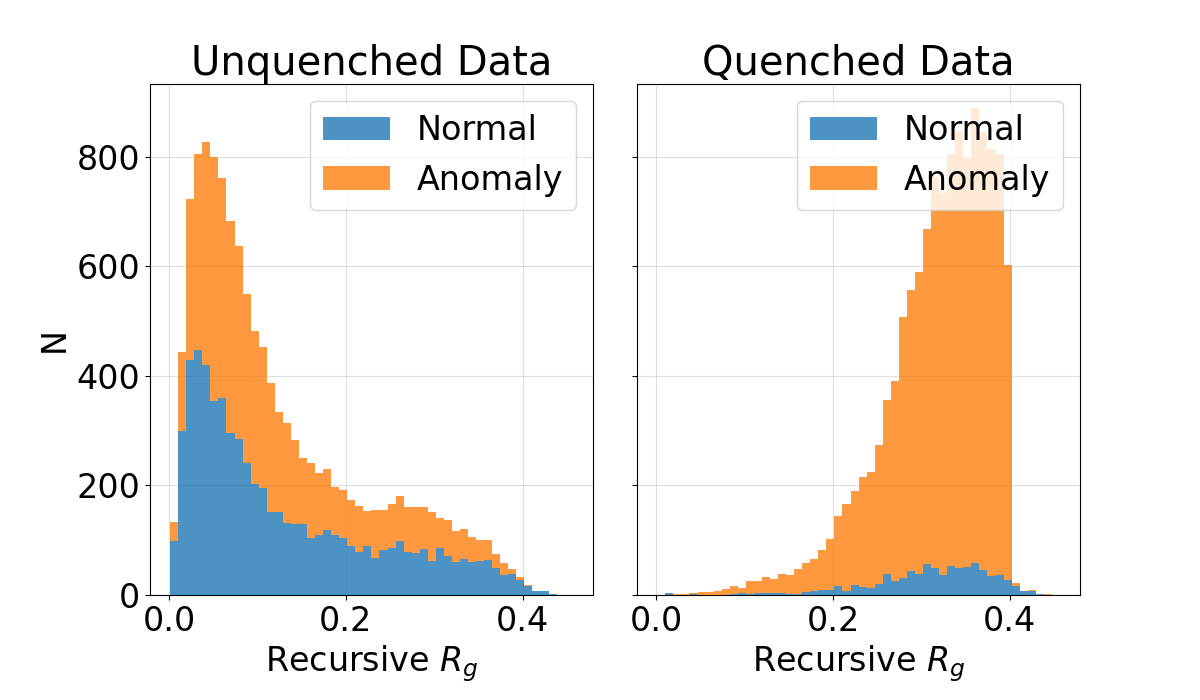 Unquenched Data
Quenched Data
Normal
Anomaly
Normal
Anomaly
N
800
600
400
200
0
0.0 0.2 0.4
0.0 0.2 0.4
Recursive $R_g$
Recursive $R_g$